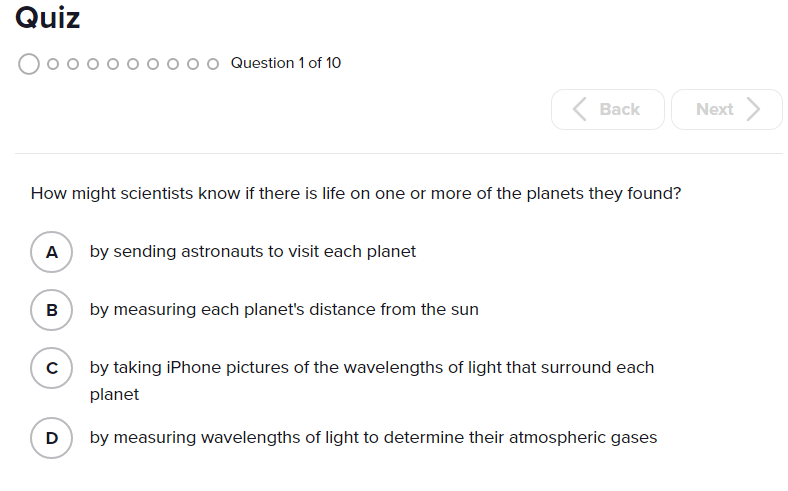 Quiz
Question 1 of 10
Back
Next
How might scientists know if there is life on one or more of the planets they found?
A by sending astronauts to visit each planet
B by measuring each planet's distance from the sun
C by taking iPhone pictures of the wavelengths of light that surround each
planet
D by measuring wavelengths of light to determine their atmospheric gases